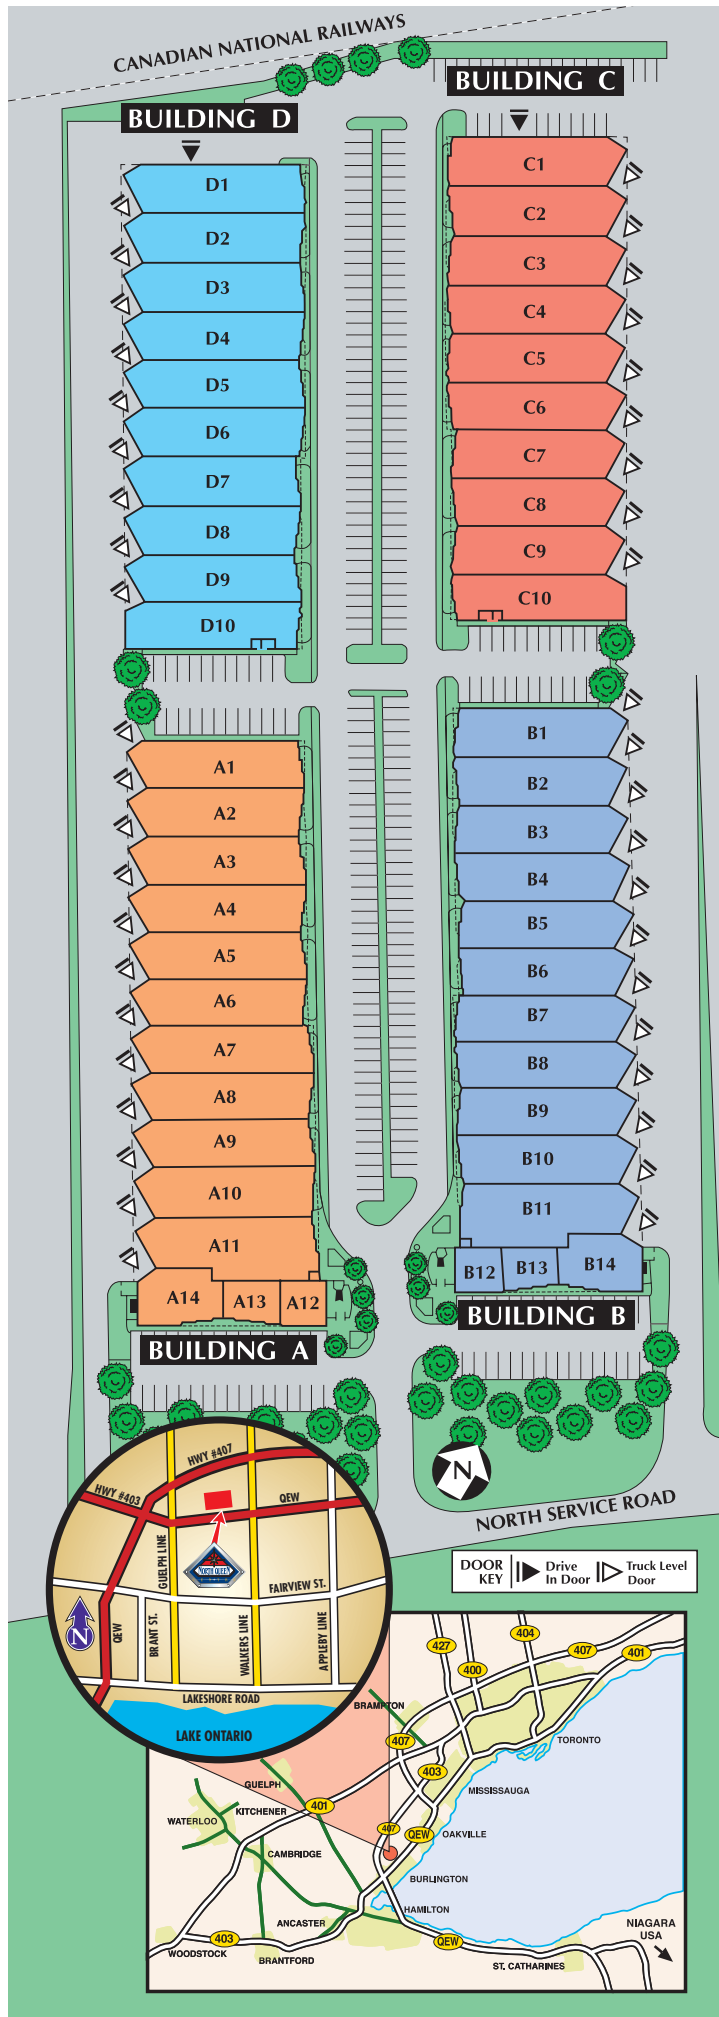 CANADIAN NATIONAL RAILWAYS
BUILDING C
BUILDING D
D1
D2
D3
D4
D5
D6
D7
D8
D9
D10
C1
C2
C3
C4
C5
C6
C7
C8
C9
C10
A1
A2
A3
A4
A5
A6
A7
A8
A9
A10
A11
A14
A13
A12
BUILDING A
B1
B2
B3
B4
B5
B6
B7
B8
B9
B10
B11
B12
B13
B14
BUILDING B
N
NORTH SERVICE ROAD
DOOR
KEY
Drive
In Door
Truck Level
Door
HWY #407
HWY #403
QEW
GUELPH LINE
NORTH QUEEN
FAIRVIEW ST.
N
QEW
BRANT ST.
WALKERS LINE
APPLEBY LINE
LAKESHORE ROAD
LAKE ONTARIO
427
404
400
407
401
BRAMPTON
407
TORONTO
403
MISSISSAUGA
GUELPH
401
KITCHENER
WATERLOO
407
QEW
OAKVILLE
CAMBRIDGE
BURLINGTON
HAMILTON
ANCASTER
NIAGARA
USA
403
QEW
WOODSTOCK
BRANTFORD
ST. CATHARINES